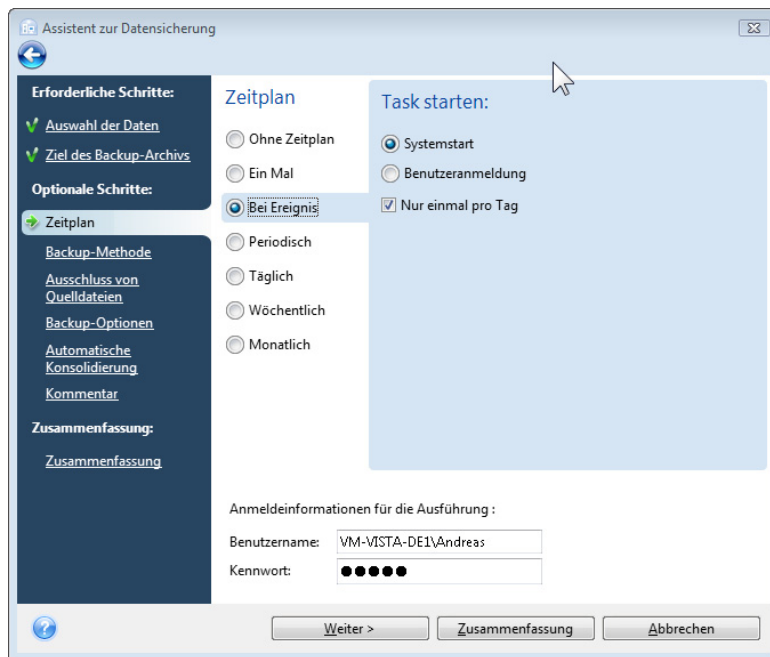 Assistent zur Datensicherung
Erforderliche Schritte:
Auswahl der Daten
Ziel des Backup-Archivs
Optionale Schritte:
Zeitplan
Backup-Methode
Ausschluss von
Quelldateien
Backup-Optionen
Automatische
Konsolidierung
Kommentar
Zusammenfassung:
Zusammenfassung
Zeitplan
Ohne Zeitplan
Ein Mal
Bei Ereignis
Periodisch
Täglich
Wöchentlich
Monatlich
Task starten:
Systemstart
Benutzeranmeldung
Nur einmal pro Tag
Anmeldeinformationen für die Ausführung :
Benutzername: VM-VISTA-DE1\Andreas
Kennwort: ●●●●●
Weiter > Zusammenfassung Abbrechen